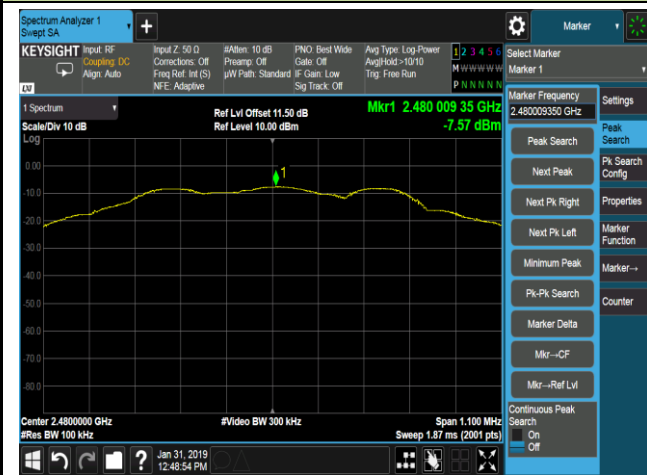 Spectrum Analyzer 1
Swept SA
+
Marker
KEYSIGHT
Input: RF
Coupling: DC
Align: Auto
Input Z: 50 Ω
Corrections: Off
Freq Ref: Int (S)
NFE: Adaptive
#Atten: 10 dB
Preamp: Off
µW Path: Standard
PNO: Best Wide
Gate: Off
IF Gain: Low
Sig Track: Off
Avg Type: Log-Power
Avg|Hold:>10/10
Trig: Free Run
1 2 3 4 5 6
M W W W W W
P N N N N N
LXI
Select Marker
Marker 1
1 Spectrum
Scale/Div 10 dB
Log
Ref Lvl Offset 11.50 dB
Ref Level 10.00 dBm
Mkr1 2.480 009 35 GHz
-7.57 dBm
1
0.00
-10.0
-20.0
-30.0
-40.0
-50.0
-60.0
-70.0
-80.0
Center 2.4800000 GHz
#Res BW 100 kHz
#Video BW 300 kHz
Span 1.100 MHz
Sweep 1.87 ms (2001 pts)
Marker Frequency
2.480009350 GHz
Peak Search
Next Peak
Next Pk Right
Next Pk Left
Minimum Peak
Pk-Pk Search
Marker Delta
Mkr→CF
Mkr→Ref Lvl
Continuous Peak
Search
On
Off
Settings
Peak
Search
Pk Search
Config
Properties
Marker
Function
Marker→
Counter
?
Jan 31, 2019
12:48:54 PM